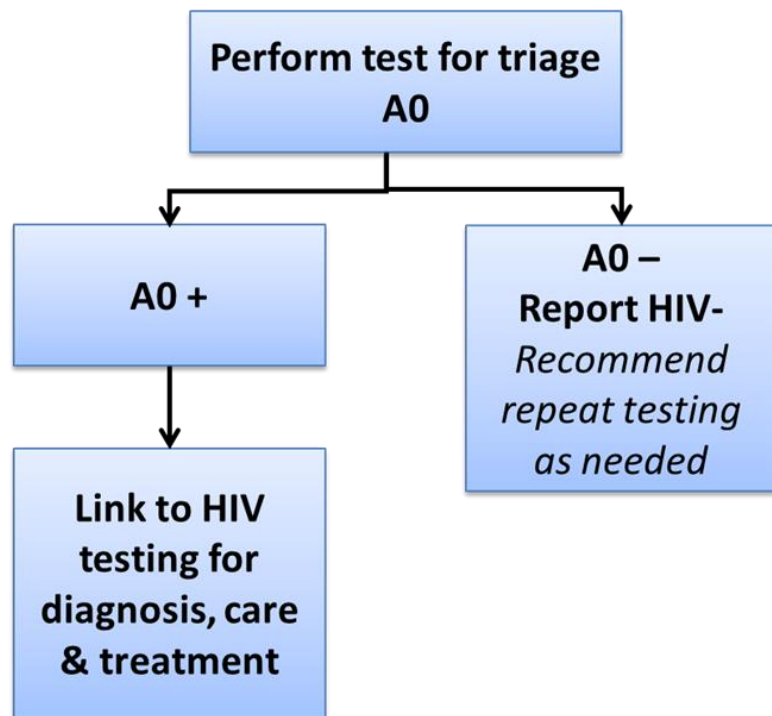 Perform test for triage
A0
A0 +
A0 –
Report HIV-
Recommend
repeat testing
as needed
Link to HIV
testing for
diagnosis, care
& treatment